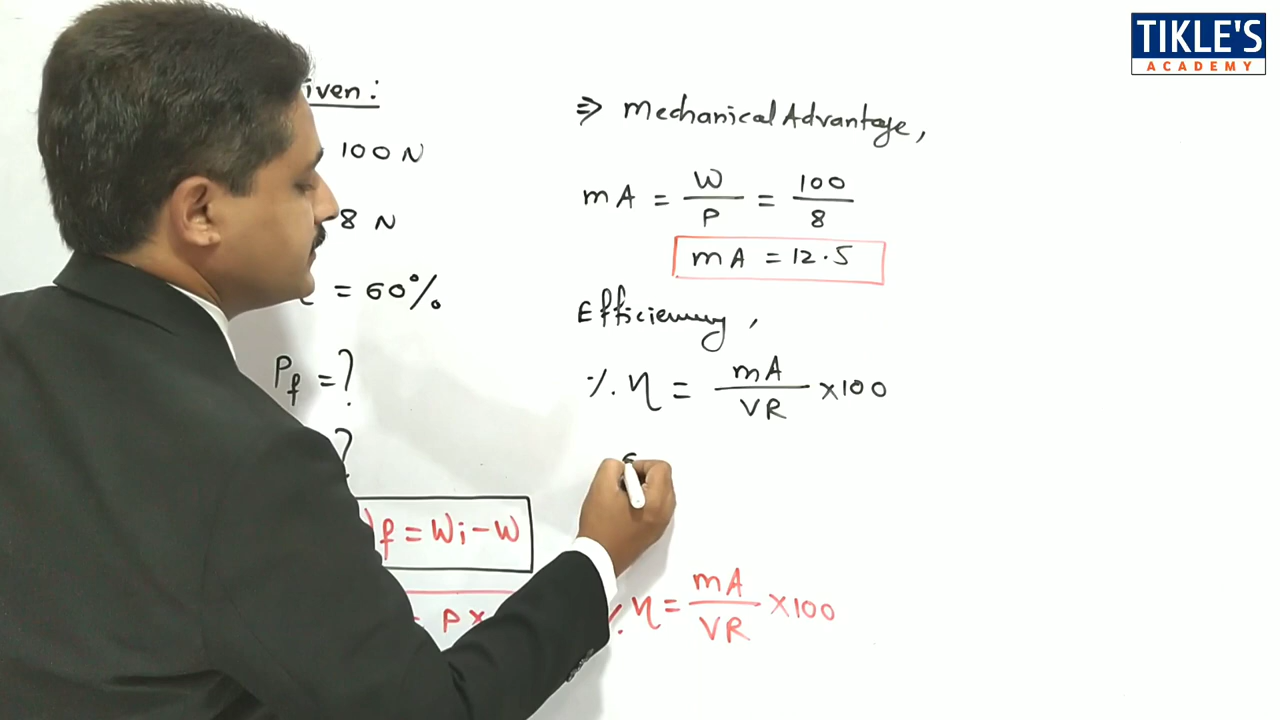 TIKLE'S
ACADEMY
iven:
100 N
8 N
= 60%
Pf = ?
?
f = Wi - W
= P ×
⇒ Mechanical Advantage,
MA = W/P = 100/8
MA = 12.5
Efficiency,
% η = MA/VR × 100
% η = MA/VR × 100